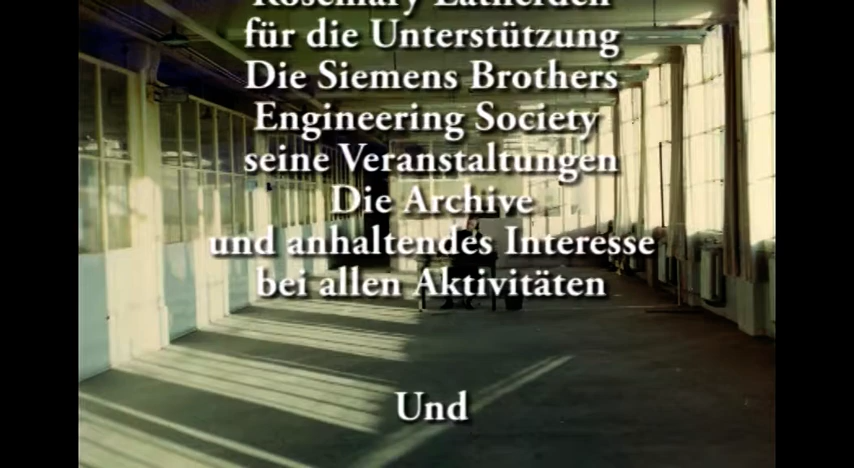 Rosemary Latherden
für die Unterstützung
Die Siemens Brothers
Engineering Society
seine Veranstaltungen
Die Archive
und anhaltendes Interesse
bei allen Aktivitäten
Und